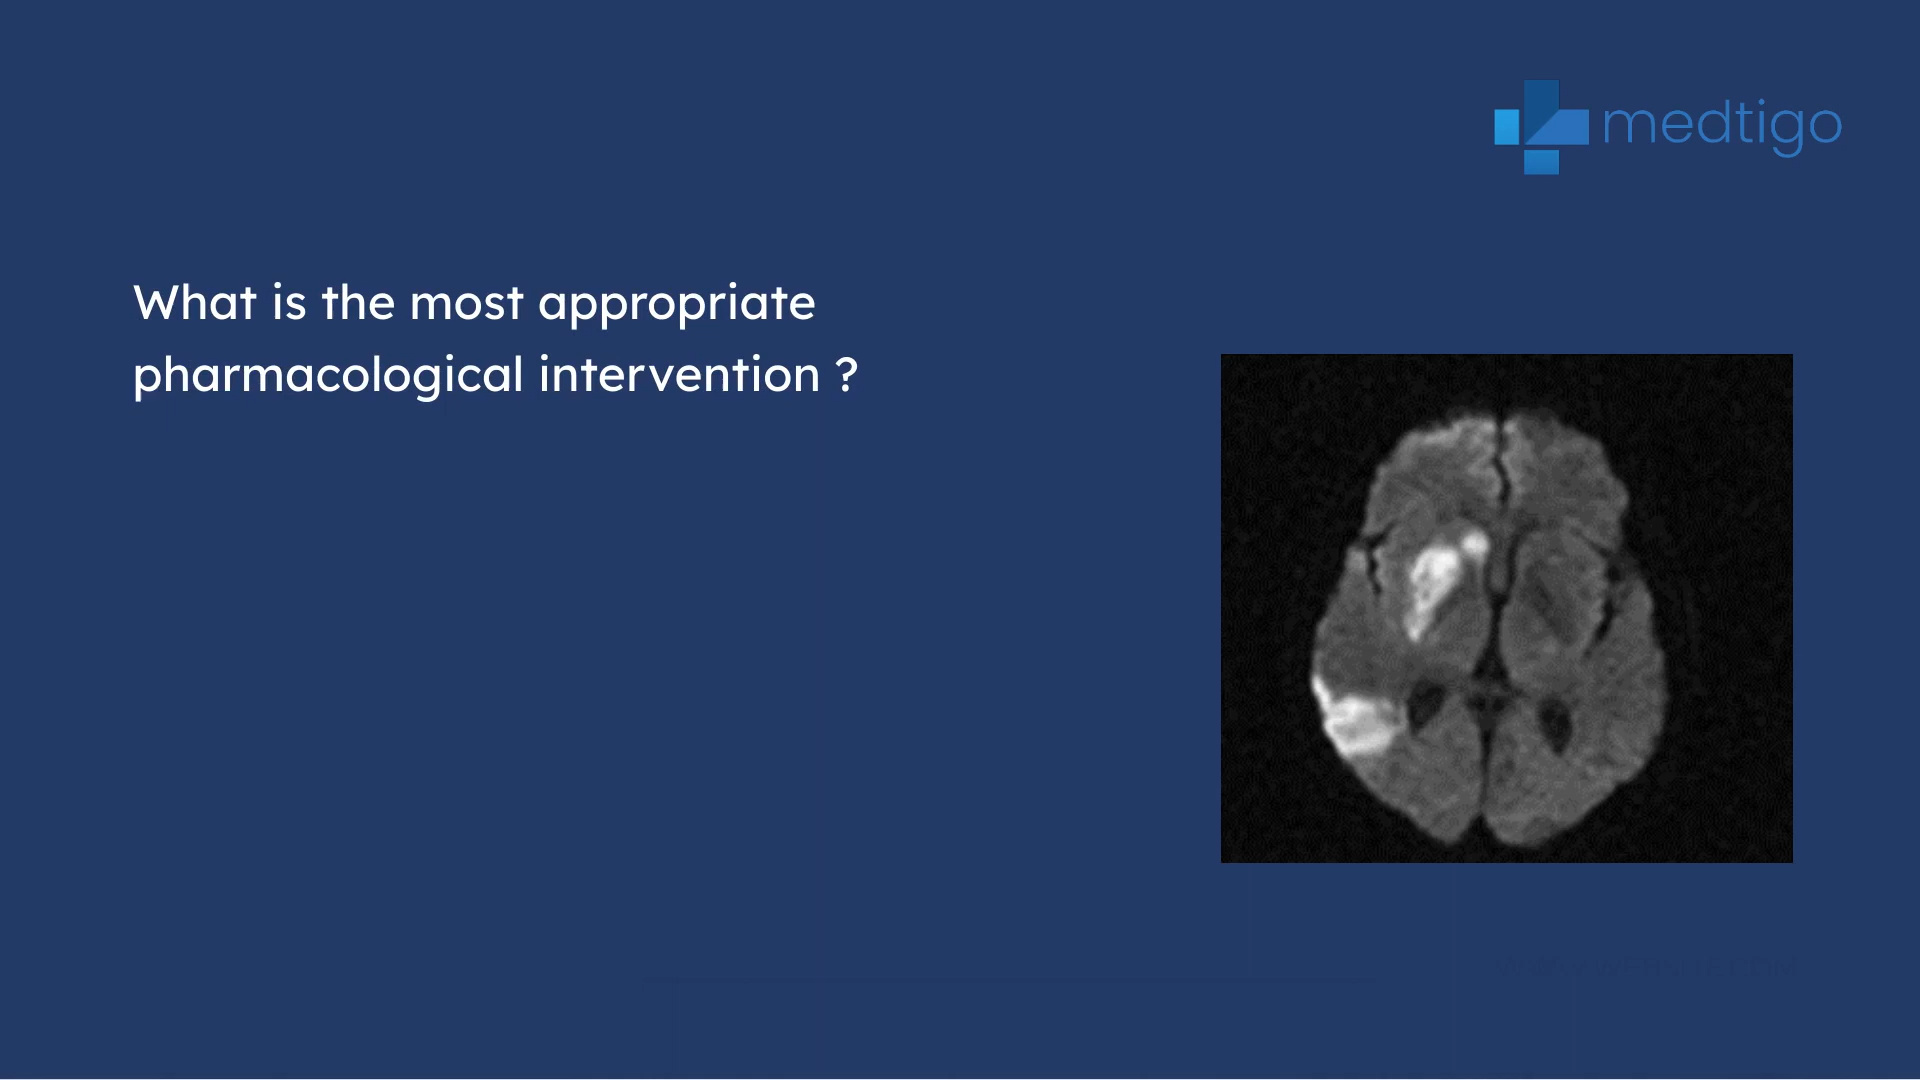 medtigo
What is the most appropriate
pharmacological intervention ?